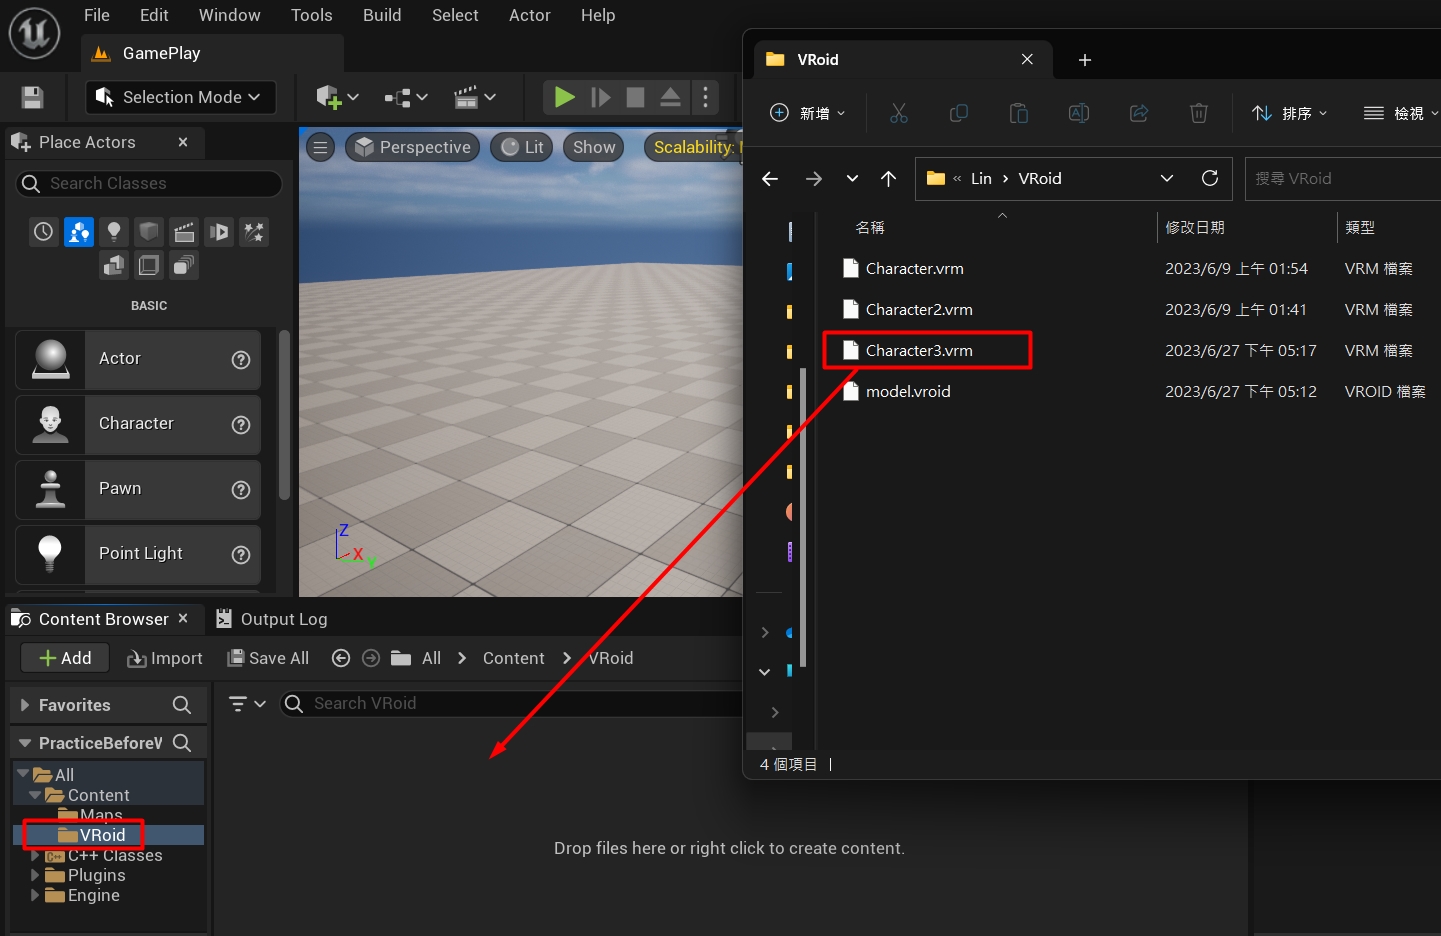 File Edit Window Tools Build Select Actor Help
GamePlay
Selection Mode
Place Actors
Search Classes
BASIC
Actor
Character
Pawn
Point Light
Perspective Lit Show Scalability:
Z
X
Y
VRoid
新增 排序 檢視
« Lin › VRoid 搜尋 VRoid
名稱 修改日期 類型
Character.vrm 2023/6/9 上午 01:54 VRM 檔案
Character2.vrm 2023/6/9 上午 01:41 VRM 檔案
Character3.vrm 2023/6/27 下午 05:17 VRM 檔案
model.vroid 2023/6/27 下午 05:12 VROID 檔案
4 個項目
Content Browser Output Log
Add Import Save All All Content VRoid
Favorites
Search VRoid
PracticeBeforeW
All
Content
Maps
VRoid
C++ Classes
Plugins
Engine
Drop files here or right click to create content.